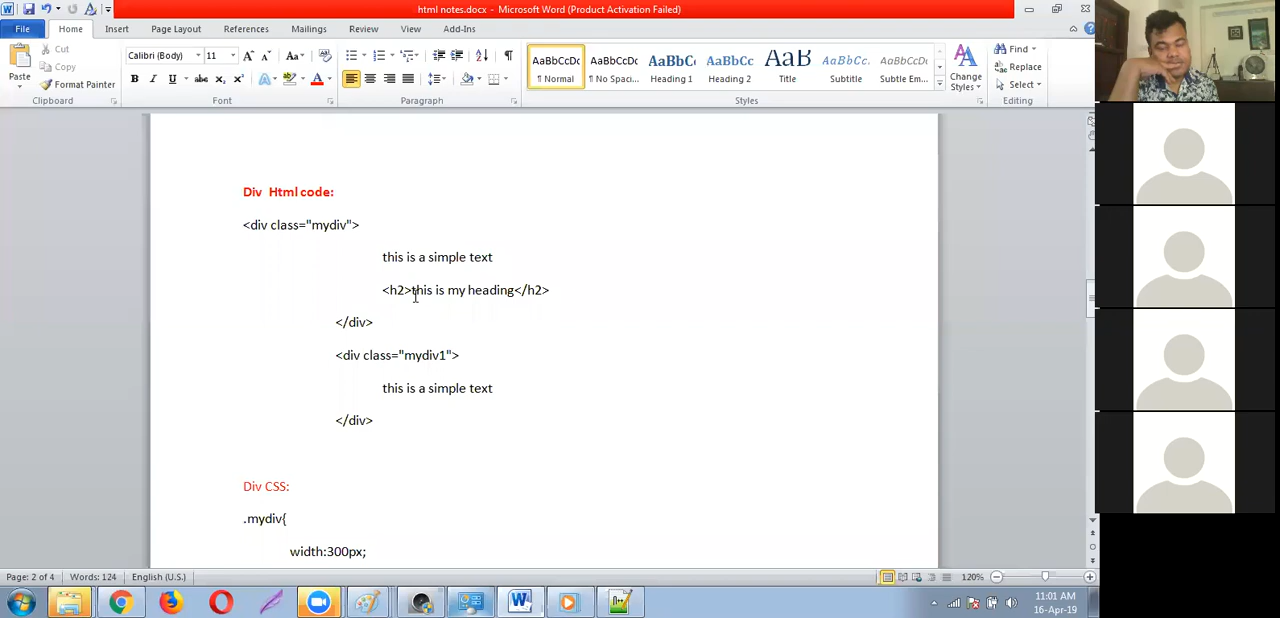 html notes.docx - Microsoft Word (Product Activation Failed)
File Home Insert Page Layout References Mailings Review View Add-Ins
Paste
Cut
Copy
Format Painter
Clipboard
Calibri (Body) 11
Font
Paragraph
AaBbCcDc AaBbCcDc AaBbC AaBbCc AaB AaBbCc. AaBbCcDc
¶ Normal ¶ No Spaci... Heading 1 Heading 2 Title Subtitle Subtle Em...
Change
Styles
Styles
Find
Replace
Select
Editing
Div Html code:
<div class="mydiv">
this is a simple text
<h2>this is my heading</h2>
</div>
<div class="mydiv1">
this is a simple text
</div>
Div CSS:
.mydiv{
width:300px;
Page: 2 of 4 Words: 124 English (U.S.) 120%
11:01 AM
16-Apr-19